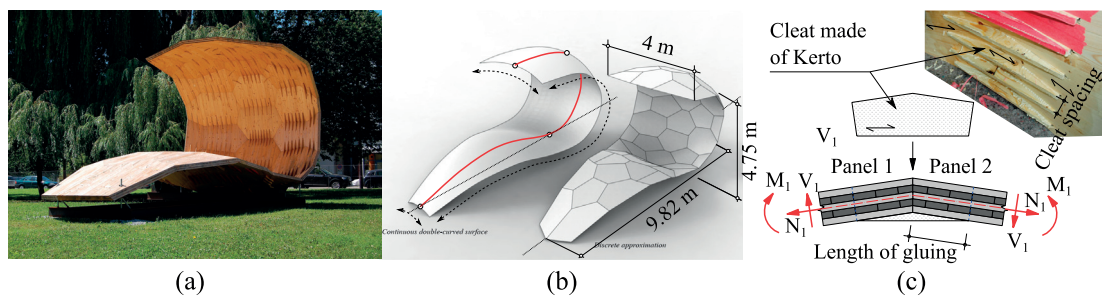 4 m
4.75 m
9.82 m
Continuous double-curved surface
Discrete approximation
Cleat made
of Kerto
Cleat spacing
V₁
Panel 1 Panel 2
M₁ V₁ M₁
N₁ N₁
V₁
Length of gluing
(a) (b) (c)